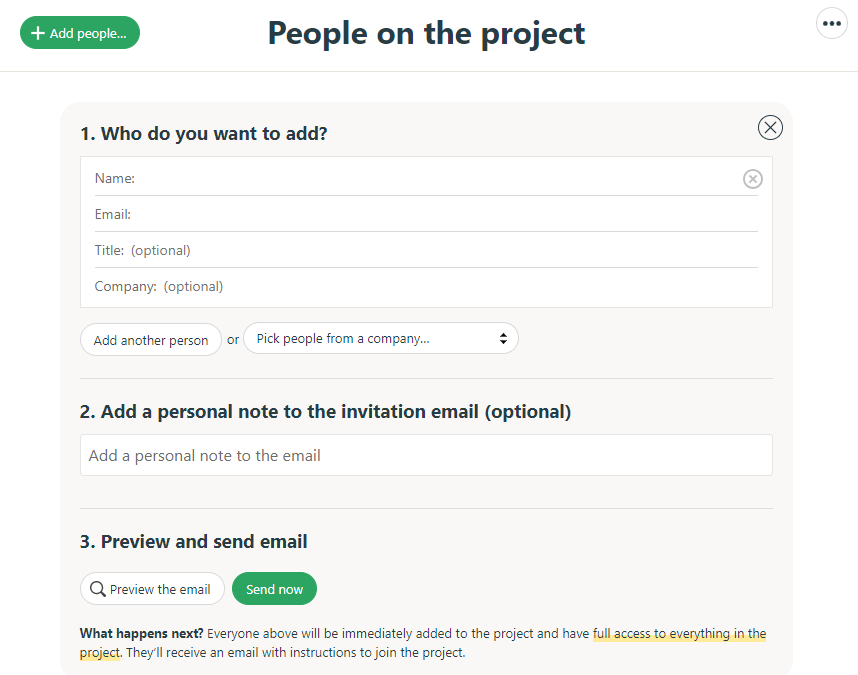 Add people...
People on the project
1. Who do you want to add?
Name:
Email:
Title: (optional)
Company: (optional)
Add another person or Pick people from a company...
2. Add a personal note to the invitation email (optional)
Add a personal note to the email
3. Preview and send email
Preview the email Send now
What happens next? Everyone above will be immediately added to the project and have full access to everything in the
project. They’ll receive an email with instructions to join the project.